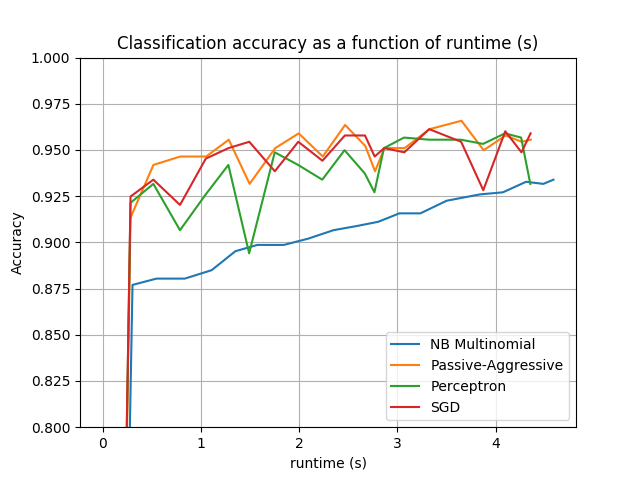 Classification accuracy as a function of runtime (s)
1.000
0.975
0.950
0.925
0.900
0.875
0.850
0.825
0.800
Accuracy
NB Multinomial
Passive-Aggressive
Perceptron
SGD
0 1 2 3 4
runtime (s)